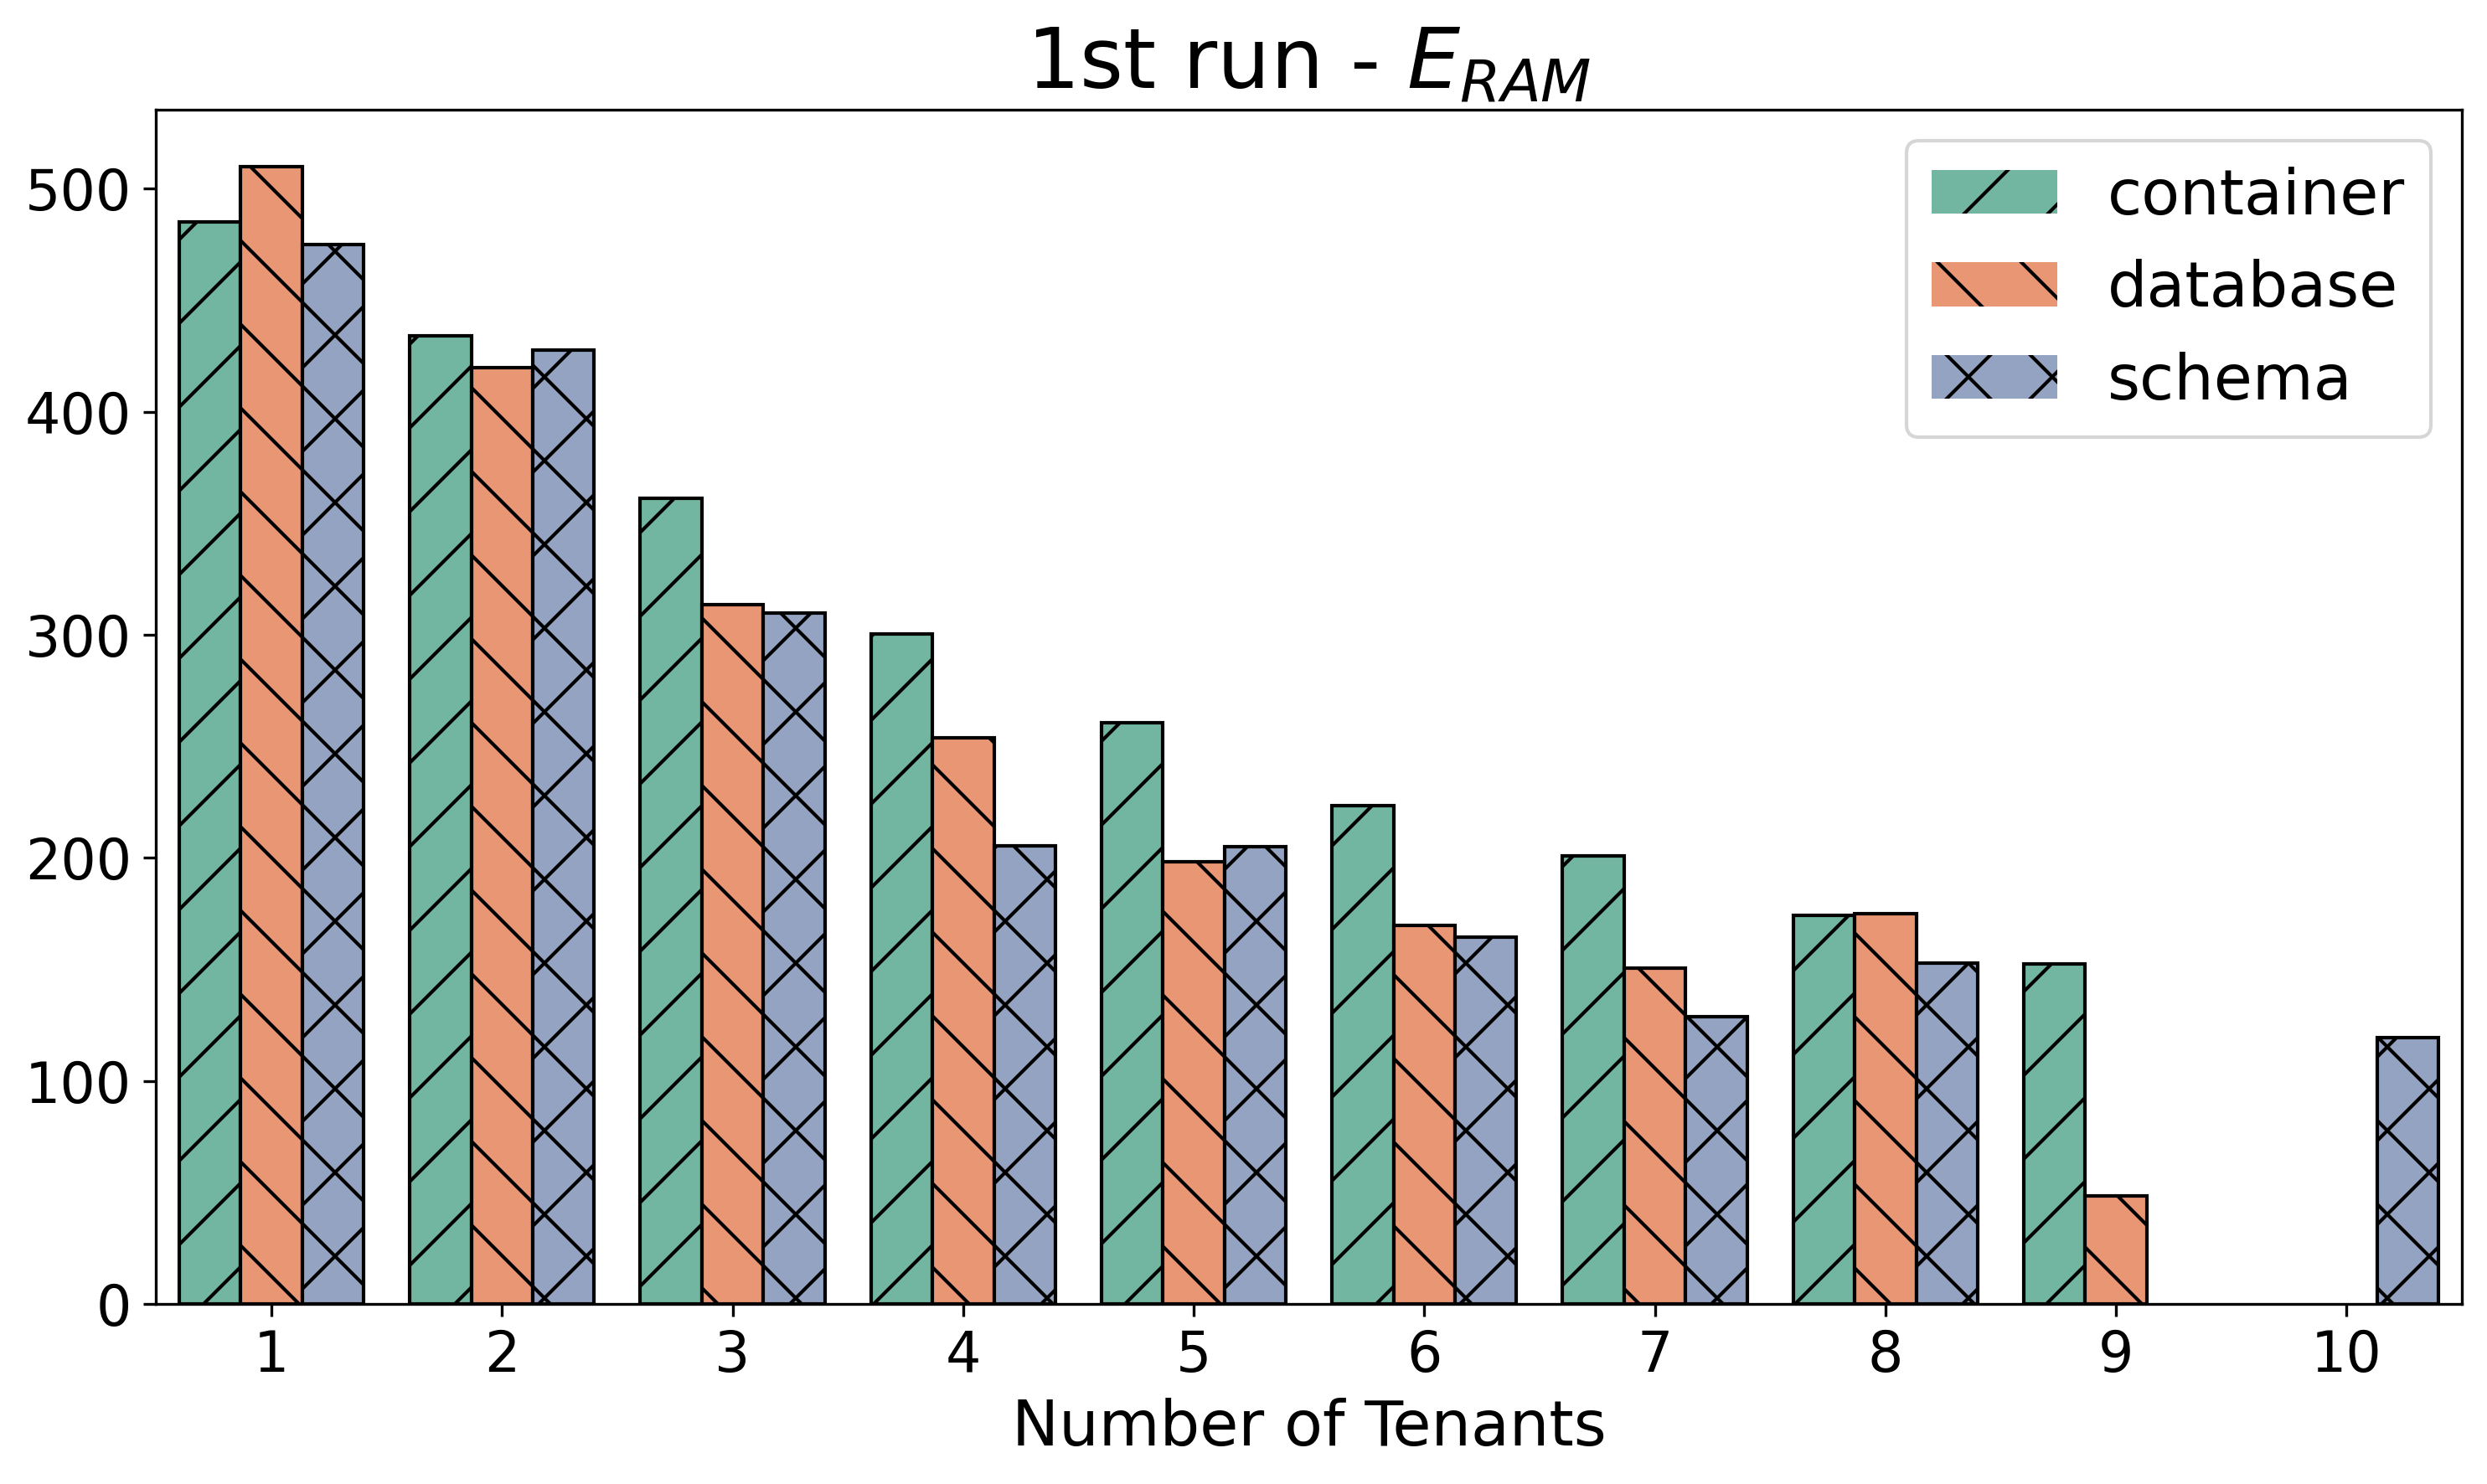 1st run - E_RAM
500
400
300
200
100
0
container
database
schema
1 2 3 4 5 6 7 8 9 10
Number of Tenants